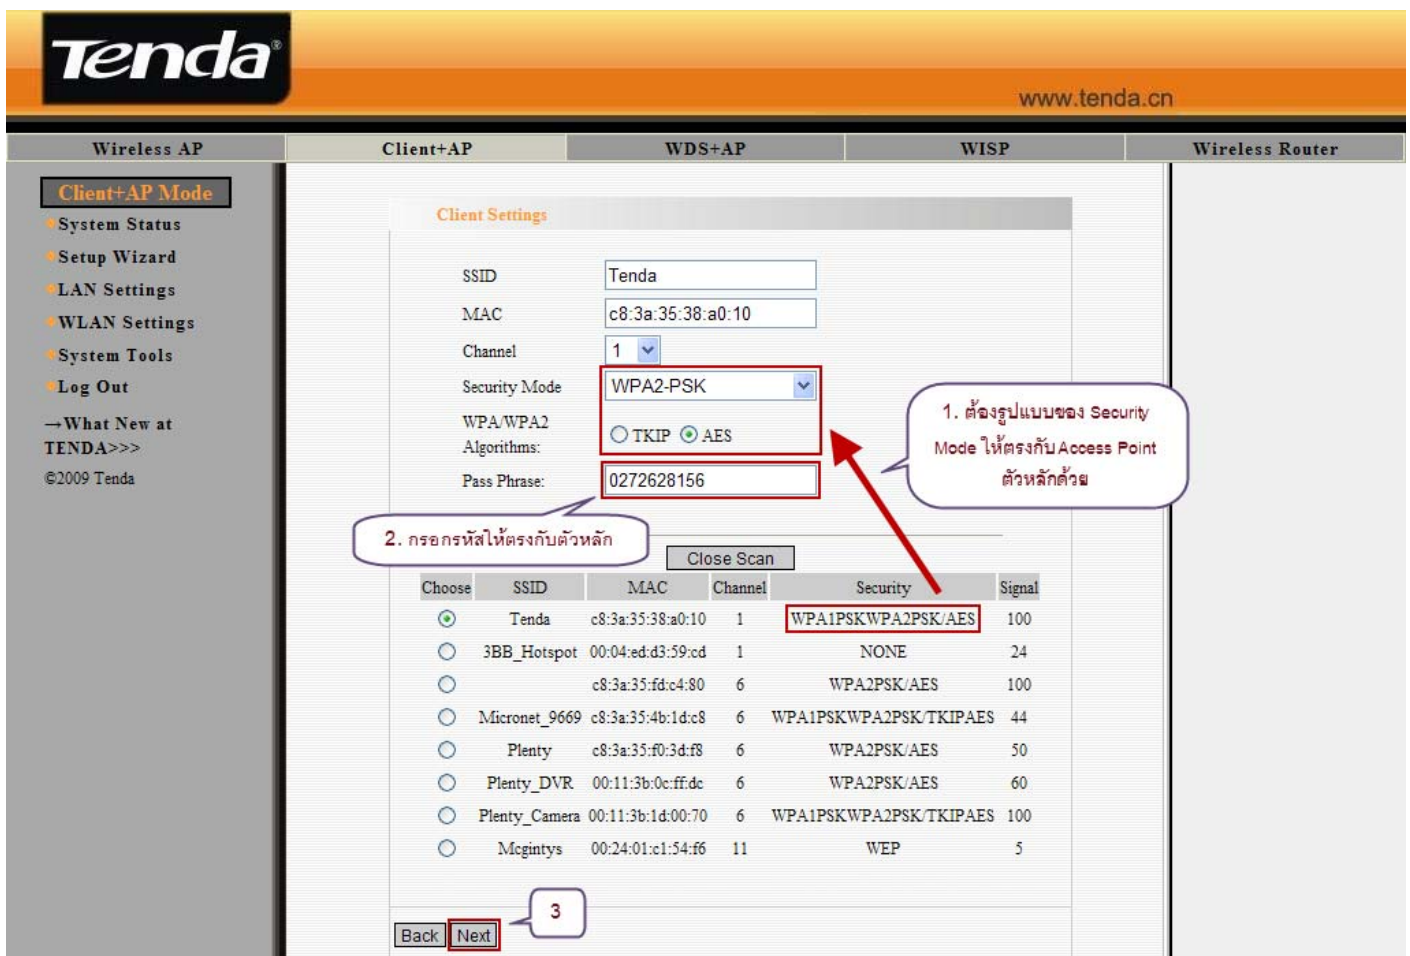 Tenda®
www.tenda.cn
Wireless AP Client+AP WDS+AP WISP Wireless Router
Client+AP Mode
System Status
Setup Wizard
LAN Settings
WLAN Settings
System Tools
Log Out
→What New at
TENDA>>>
©2009 Tenda
Client Settings
SSID Tenda
MAC c8:3a:35:38:a0:10
Channel 1
Security Mode WPA2-PSK
WPA/WPA2
Algorithms: TKIP AES
Pass Phrase: 0272628156
1. ต้องรูปแบบของ Security
Mode ให้ตรงกับ Access Point
ตัวหลักด้วย
2. กรอกรหัสให้ตรงกับตัวหลัก
Close Scan
Choose SSID MAC Channel Security Signal
Tenda c8:3a:35:38:a0:10 1 WPA1PSKWPA2PSK/AES 100
3BB_Hotspot 00:04:ed:d3:59:cd 1 NONE 24
c8:3a:35:fd:c4:80 6 WPA2PSK/AES 100
Micronet_9669 c8:3a:35:4b:1d:c8 6 WPA1PSKWPA2PSK/TKIPAES 44
Plenty c8:3a:35:f0:3d:f8 6 WPA2PSK/AES 50
Plenty_DVR 00:11:3b:0c:ff:dc 6 WPA2PSK/AES 60
Plenty_Camera 00:11:3b:1d:00:70 6 WPA1PSKWPA2PSK/TKIPAES 100
Mcgintys 00:24:01:c1:54:f6 11 WEP 5
3
Back Next